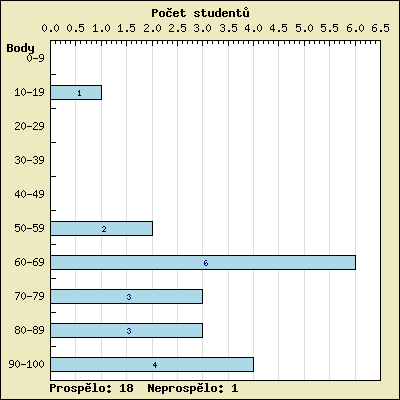 Počet studentů
0.0 0.5 1.0 1.5 2.0 2.5 3.0 3.5 4.0 4.5 5.0 5.5 6.0 6.5
Body
0-9
10-19 1
20-29
30-39
40-49
50-59 2
60-69 6
70-79 3
80-89 3
90-100 4
Prospělo: 18 Neprospělo: 1